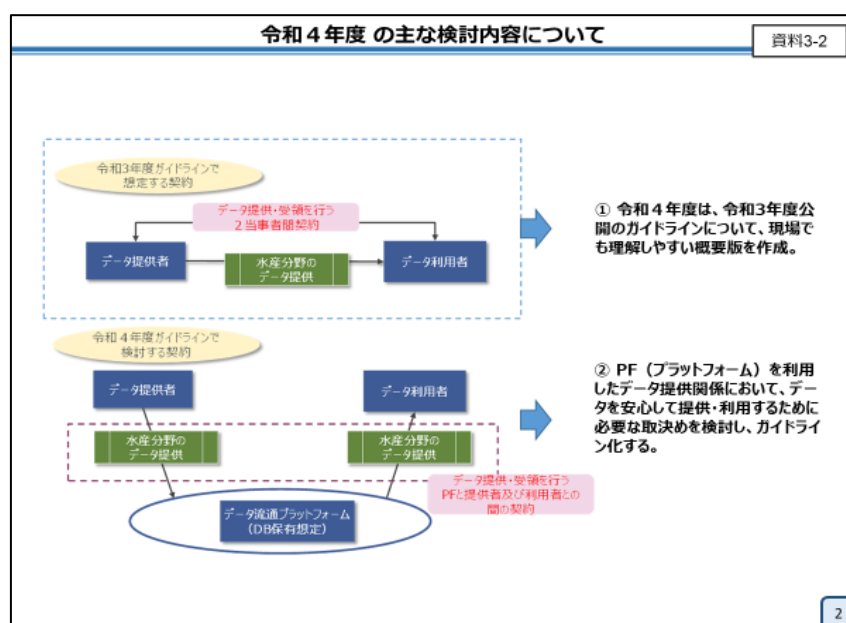 令和４年度 の主な検討内容について
資料3-2
令和3年度ガイドラインで
想定する契約
データ提供・受領を行う
２当事者間契約
データ提供者
水産分野の
データ提供
データ利用者
① 令和４年度は、令和3年度公
開のガイドラインについて、現場で
も理解しやすい概要版を作成。
令和４年度ガイドラインで
検討する契約
データ提供者
データ利用者
水産分野の
データ提供
水産分野の
データ提供
データ提供・受領を行う
PFと提供者及び利用者との
間の契約
データ流通プラットフォーム
（DB保有想定）
② PF（プラットフォーム）を利用
したデータ提供関係において、デー
タを安心して提供・利用するために
必要な取決めを検討し、ガイドライ
ン化する。
2